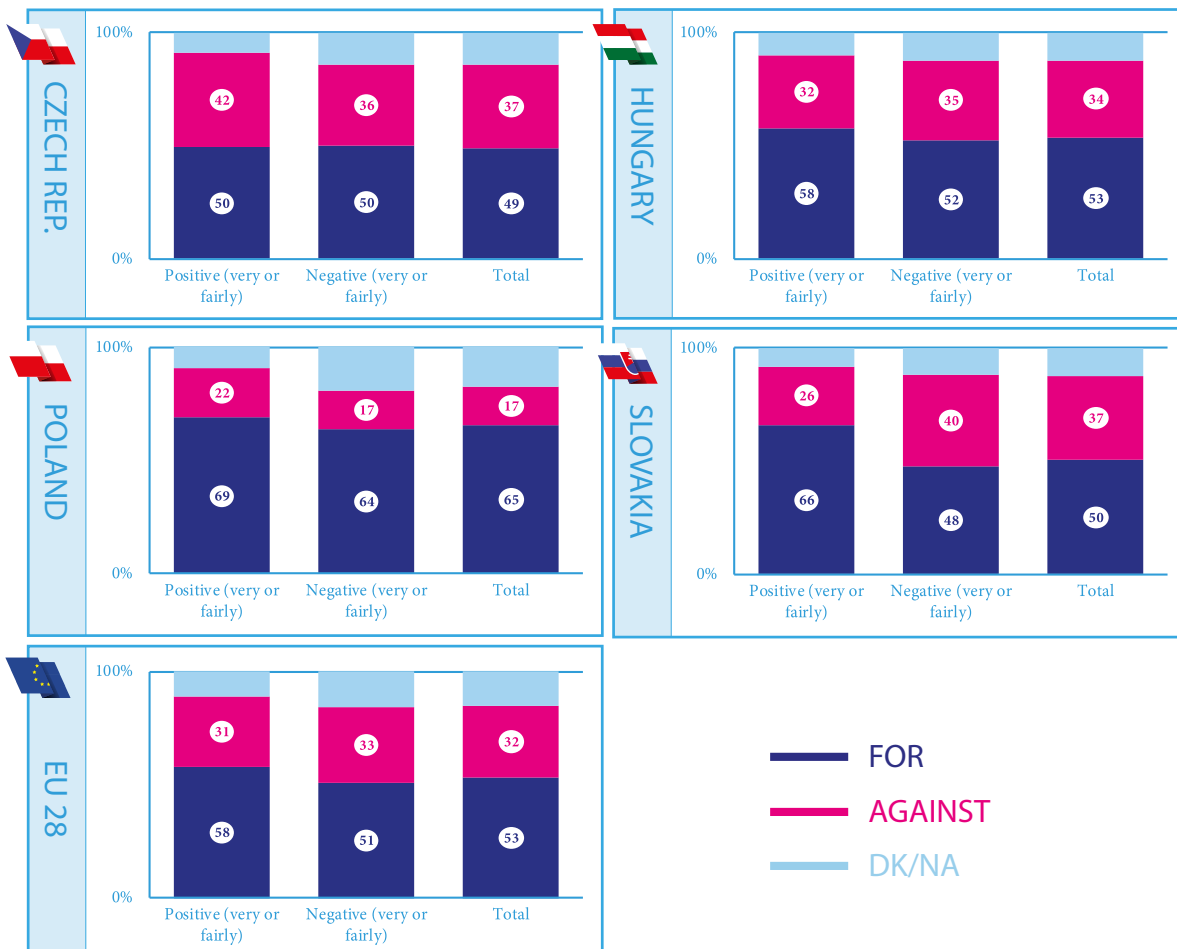 CZECH REP.
100%
42
36
37
50
50
49
0%
Positive (very or
fairly)
Negative (very or
fairly)
Total
HUNGARY
100%
32
35
34
58
52
53
0%
Positive (very or
fairly)
Negative (very or
fairly)
Total
POLAND
100%
22
17
17
69
64
65
0%
Positive (very or
fairly)
Negative (very or
fairly)
Total
SLOVAKIA
100%
26
40
37
66
48
50
0%
Positive (very or
fairly)
Negative (very or
fairly)
Total
EU 28
100%
31
33
32
58
51
53
0%
Positive (very or
fairly)
Negative (very or
fairly)
Total
FOR
AGAINST
DK/NA